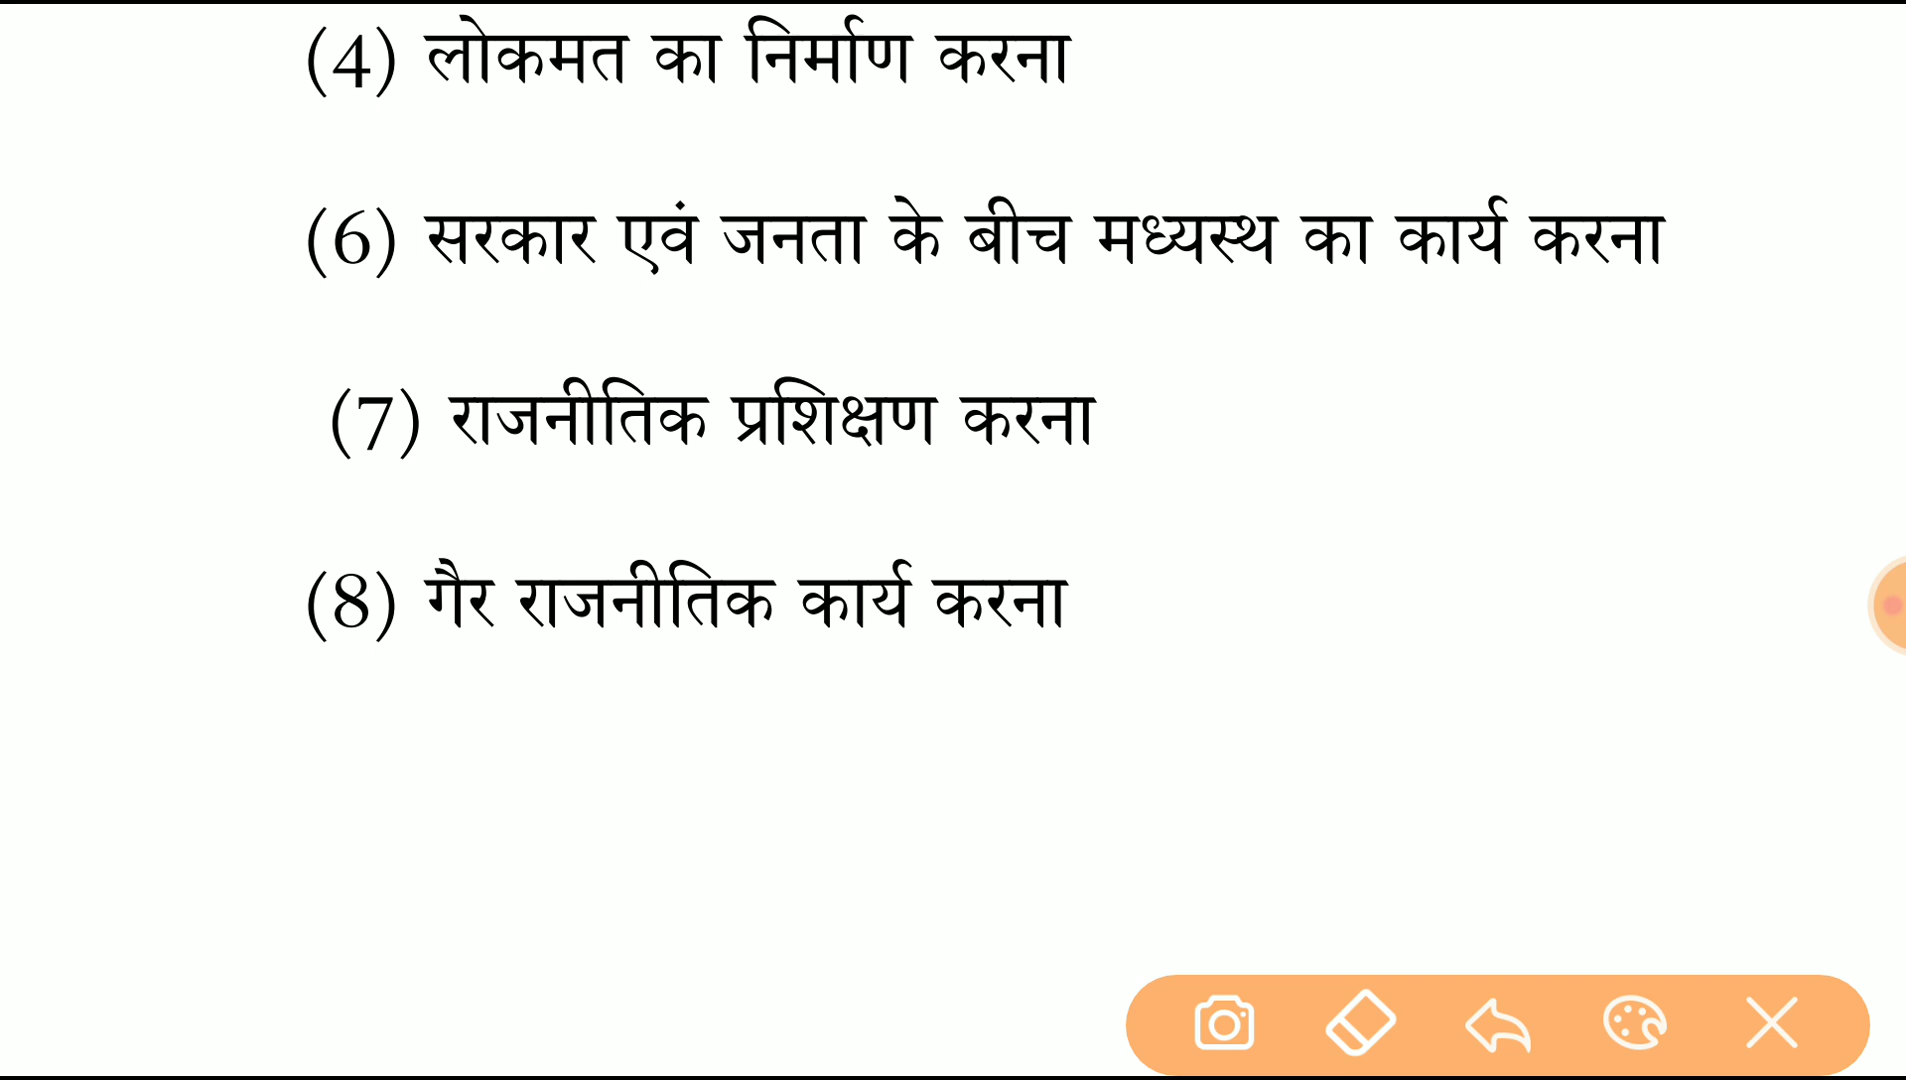 (4) लोकमत का निर्माण करना
(6) सरकार एवं जनता के बीच मध्यस्थ का कार्य करना
(7) राजनीतिक प्रशिक्षण करना
(8) गैर राजनीतिक कार्य करना